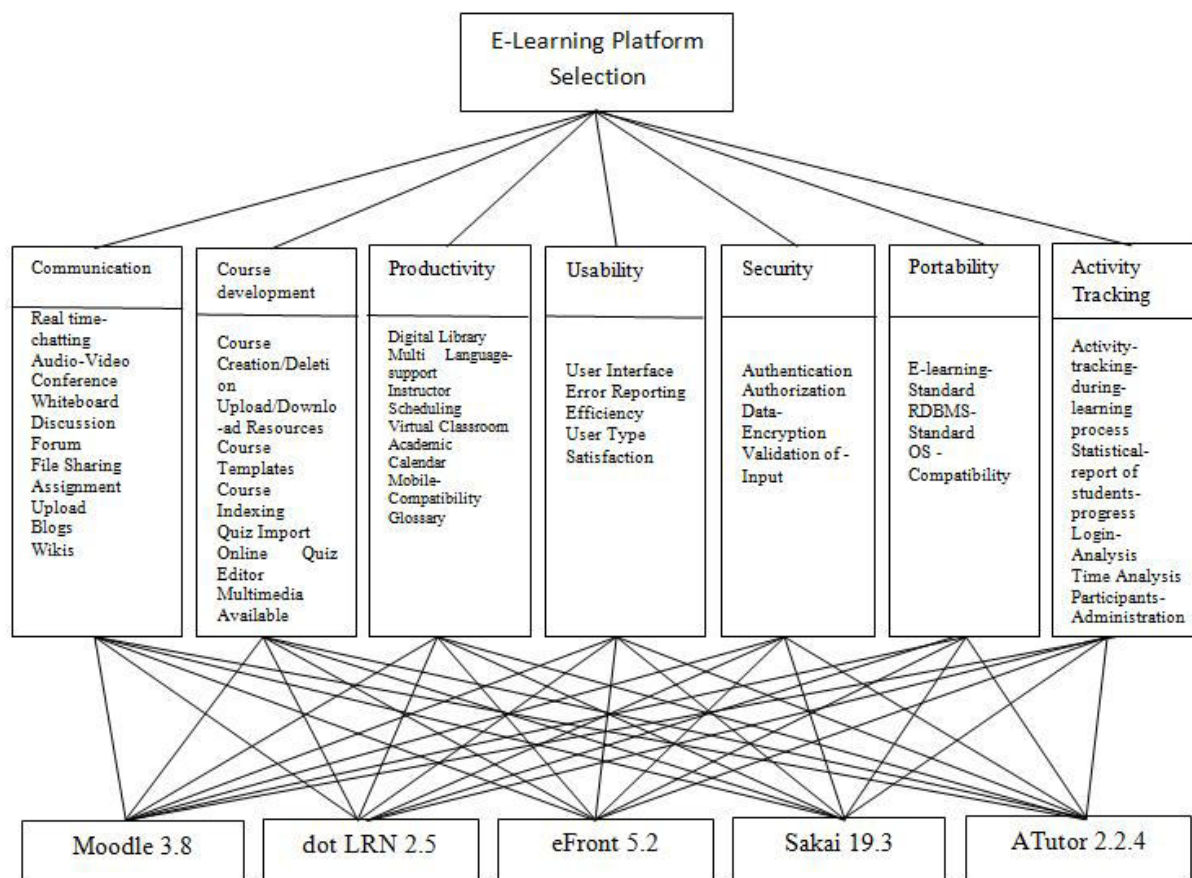 E-Learning Platform
Selection
Communication
Real time-
chatting
Audio-Video
Conference
Whiteboard
Discussion
Forum
File Sharing
Assignment
Upload
Blogs
Wikis
Course
development
Course
Creation/Deleti
on
Upload/Downlo
-ad Resources
Course
Templates
Course
Indexing
Quiz Import
Online Quiz
Editor
Multimedia
Available
Productivity
Digital Library
Multi Language-
support
Instructor
Scheduling
Virtual Classroom
Academic
Calendar
Mobile-
Compatibility
Glossary
Usability
User Interface
Error Reporting
Efficiency
User Type
Satisfaction
Security
Authentication
Authorization
Data-
Encryption
Validation of -
Input
Portability
E-learning-
Standard
RDBMS-
Standard
OS -
Compatibility
Activity
Tracking
Activity-
tracking-
during-
learning
process
Statistical-
report of
students-
progress
Login-
Analysis
Time Analysis
Participants-
Administration
Moodle 3.8
dot LRN 2.5
eFront 5.2
Sakai 19.3
ATutor 2.2.4